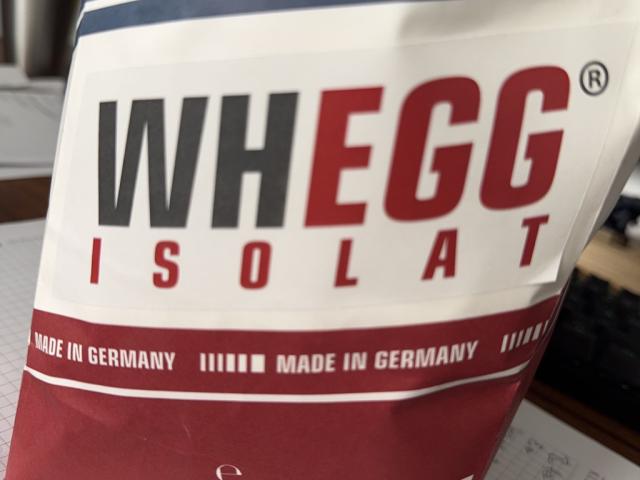 WHEGG®
ISOLAT
MADE IN GERMANY MADE IN GERMANY
e